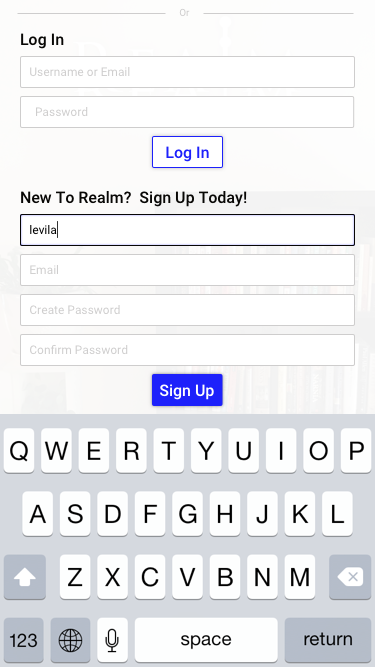 Or
Log In
Username or Email
Password
Log In
New To Realm? Sign Up Today!
levila
Email
Create Password
Confirm Password
Sign Up
Q W E R T Y U I O P
A S D F G H J K L
Z X C V B N M
123 space return